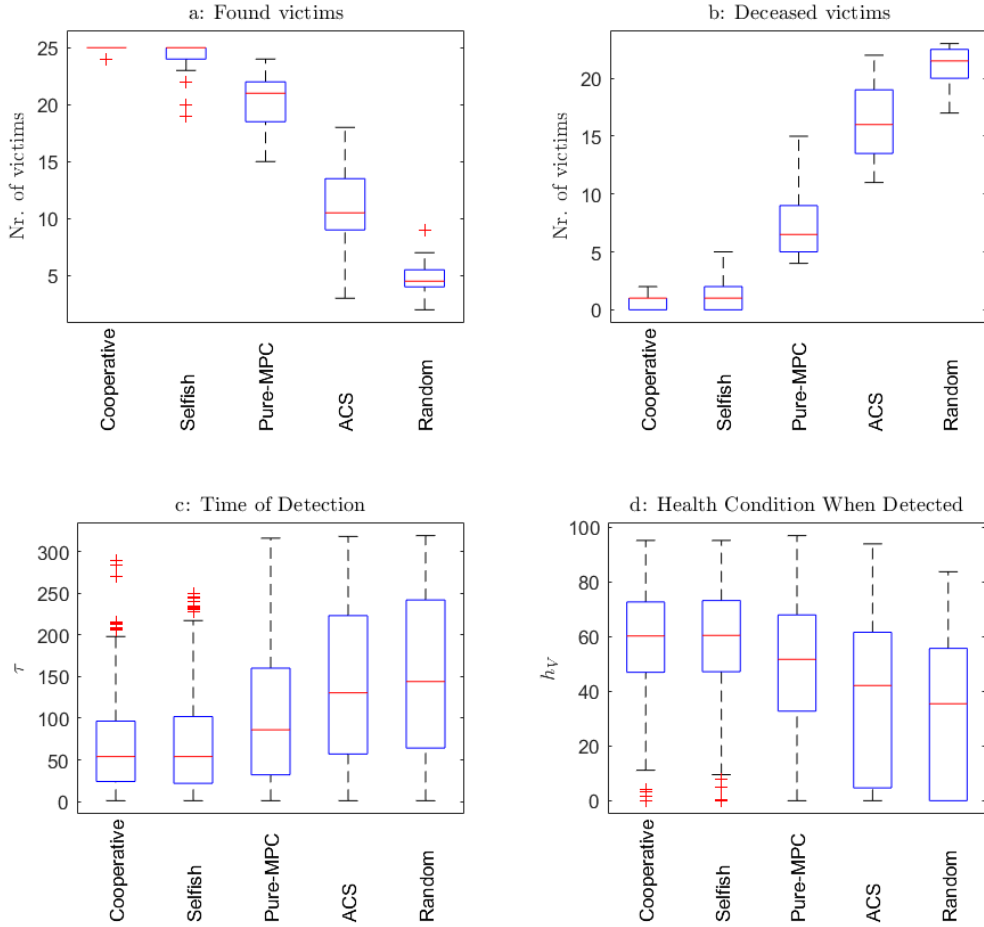 a: Found victims
Nr. of victims
25
20
15
10
5
Cooperative
Selfish
Pure-MPC
ACS
Random
b: Deceased victims
Nr. of victims
20
15
10
5
0
Cooperative
Selfish
Pure-MPC
ACS
Random
c: Time of Detection
τ
300
250
200
150
100
50
0
Cooperative
Selfish
Pure-MPC
ACS
Random
d: Health Condition When Detected
h_V
100
80
60
40
20
0
Cooperative
Selfish
Pure-MPC
ACS
Random